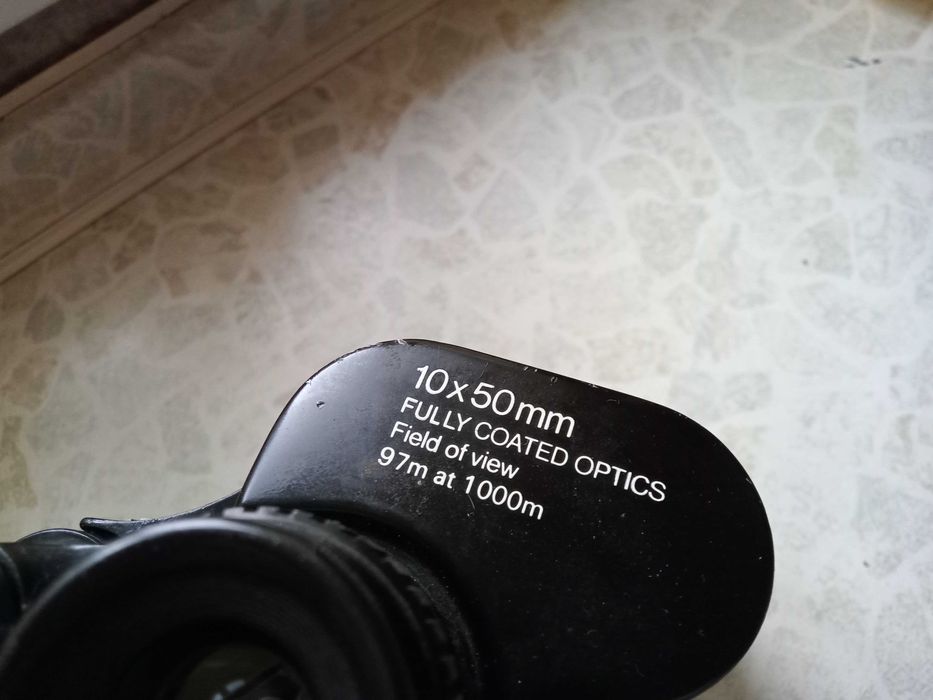 10x50mm
FULLY COATED OPTICS
Field of view
97m at 1000m